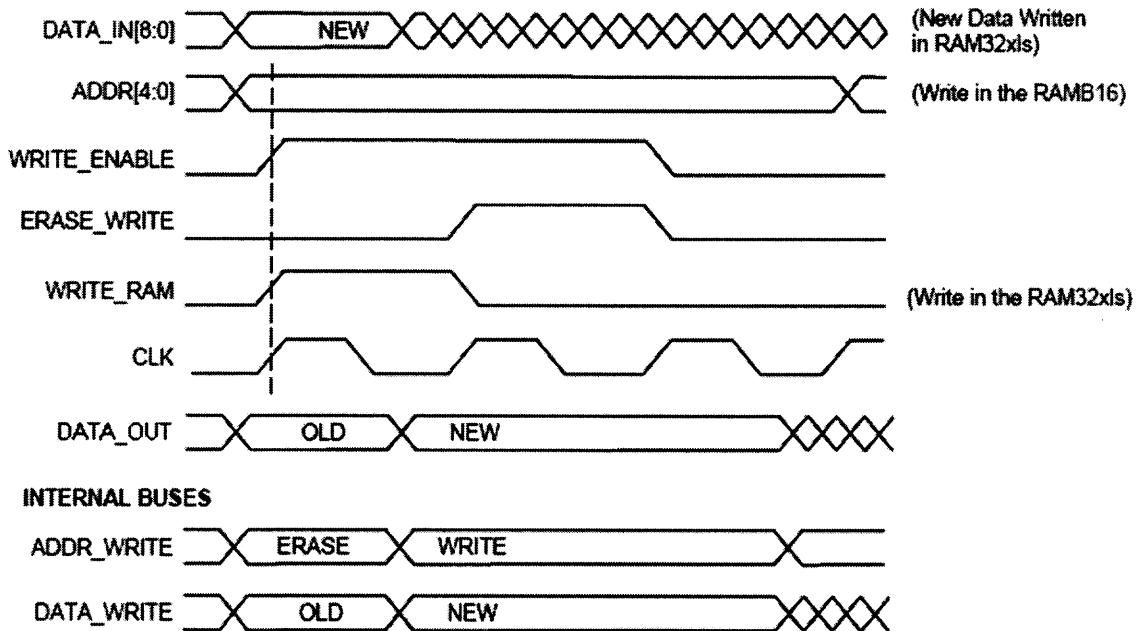 DATA_IN[8:0] NEW (New Data Written
in RAM32xls)
ADDR[4:0] (Write in the RAMB16)
WRITE_ENABLE
ERASE_WRITE
WRITE_RAM (Write in the RAM32xls)
CLK
DATA_OUT OLD NEW
INTERNAL BUSES
ADDR_WRITE ERASE WRITE
DATA_WRITE OLD NEW